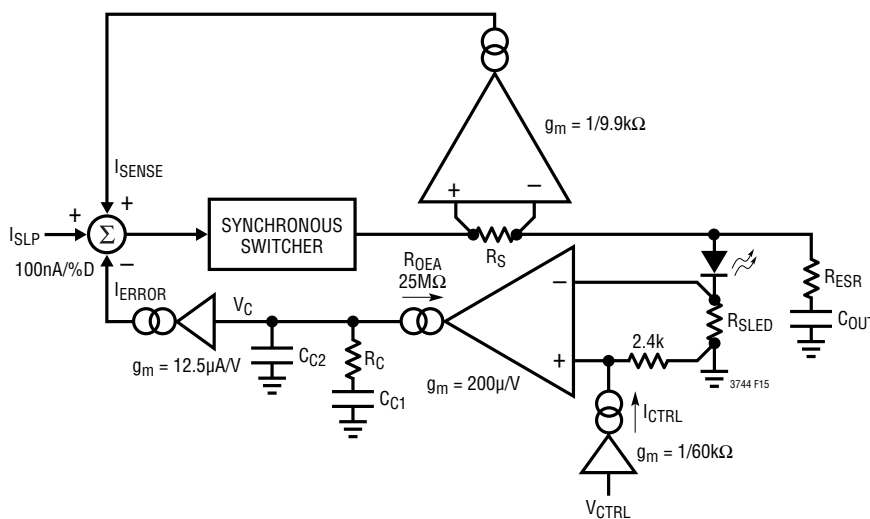 g_m = 1/9.9kΩ
I_SENSE
+ −
+
I_SLP + Σ
SYNCHRONOUS
SWITCHER
R_S
100nA/%D −
R_OEA
25MΩ
I_ERROR
V_C
−
R_SLED
R_ESR
C_OUT
g_m = 12.5µA/V
C_C2
R_C
C_C1
g_m = 200µ/V
+
2.4k
3744 F15
I_CTRL
g_m = 1/60kΩ
V_CTRL